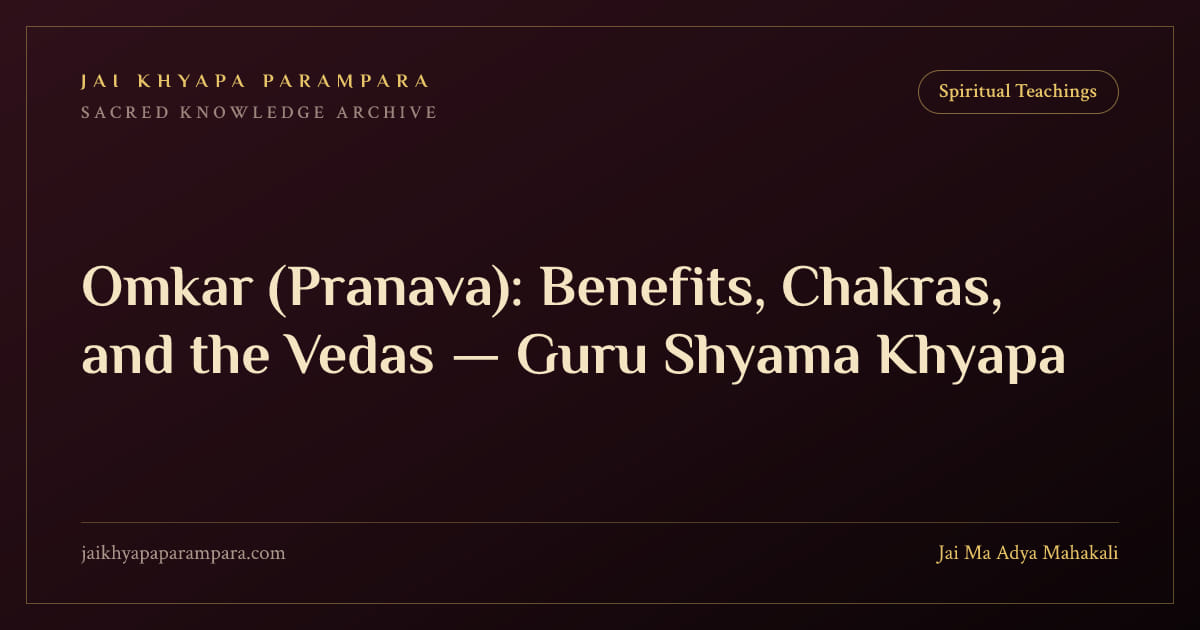 JAI KHYAPA PARAMPARA
SACRED KNOWLEDGE ARCHIVE
Spiritual Teachings
Omkar (Pranava): Benefits, Chakras,
and the Vedas — Guru Shyama Khyapa
jaikhyapaparampara.com
Jai Ma Adya Mahakali